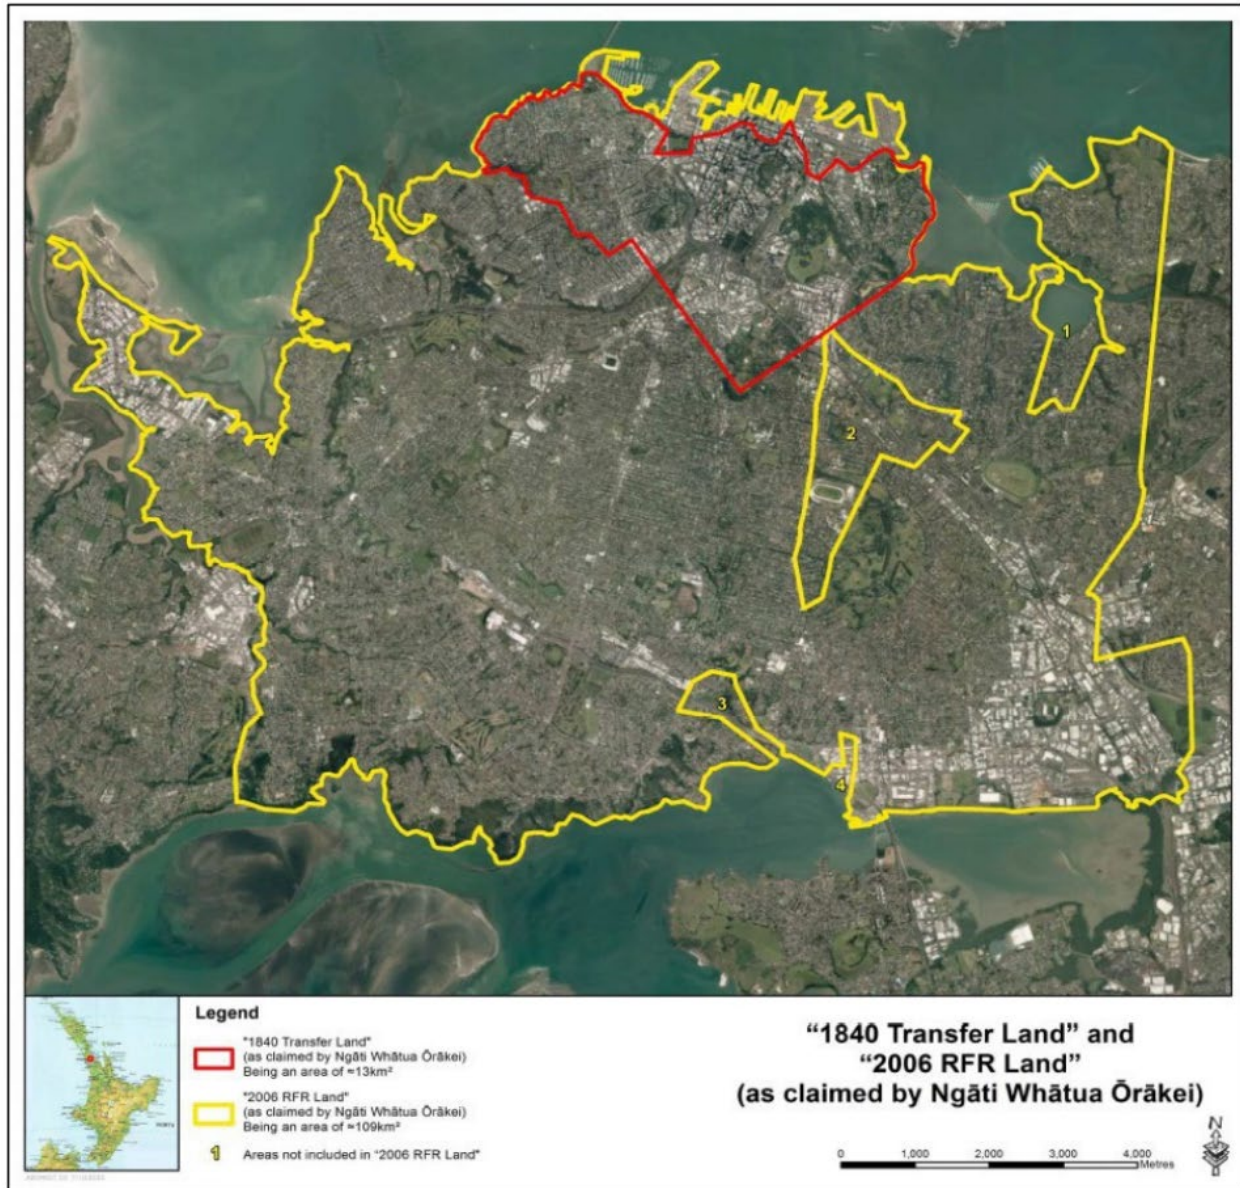 1
2
3
4
Legend
"1840 Transfer Land"
(as claimed by Ngāti Whātua Ōrākei)
Being an area of ≈13km²
"2006 RFR Land"
(as claimed by Ngāti Whātua Ōrākei)
Being an area of ≈109km²
1 Areas not included in "2006 RFR Land"
“1840 Transfer Land” and
“2006 RFR Land”
(as claimed by Ngāti Whātua Ōrākei)
N
0 1,000 2,000 3,000 4,000
Metres